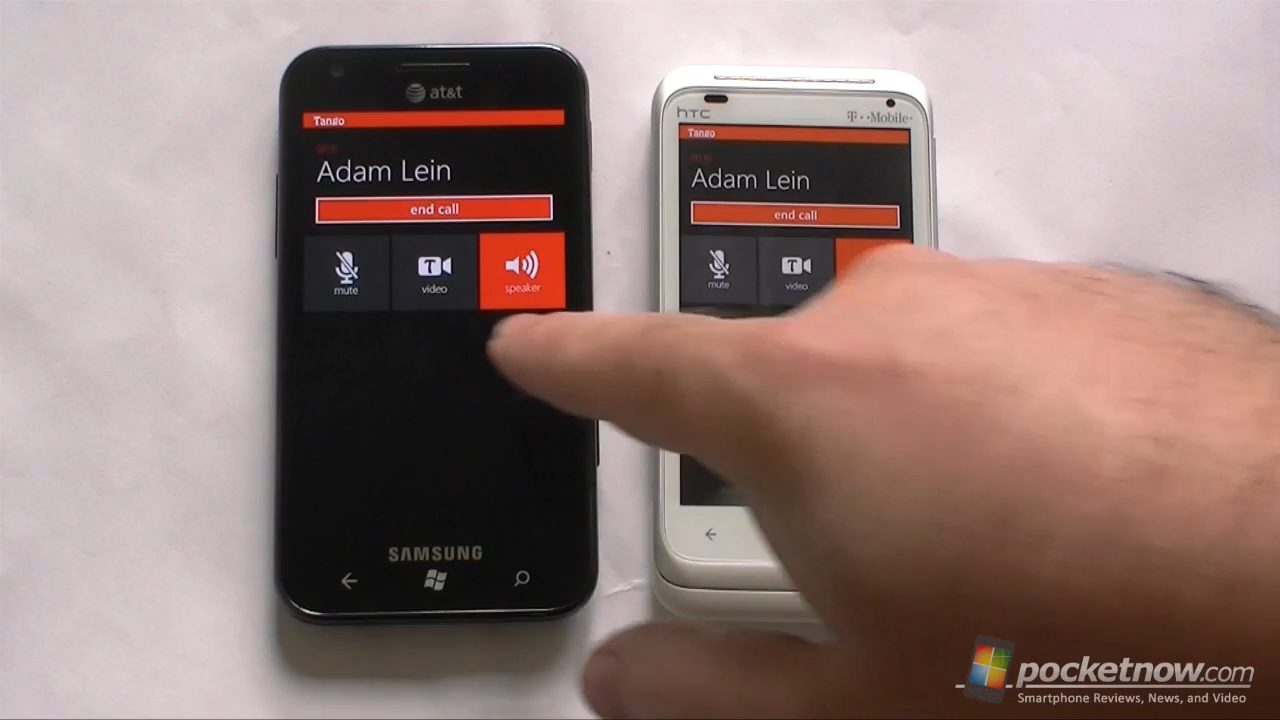 at&t
Tango
Adam Lein
end call
mute
video
speaker
SAMSUNG
hTC
T··Mobile·
Tango
Adam Lein
end call
mute
video
pocketnow.com
Smartphone Reviews, News, and Video